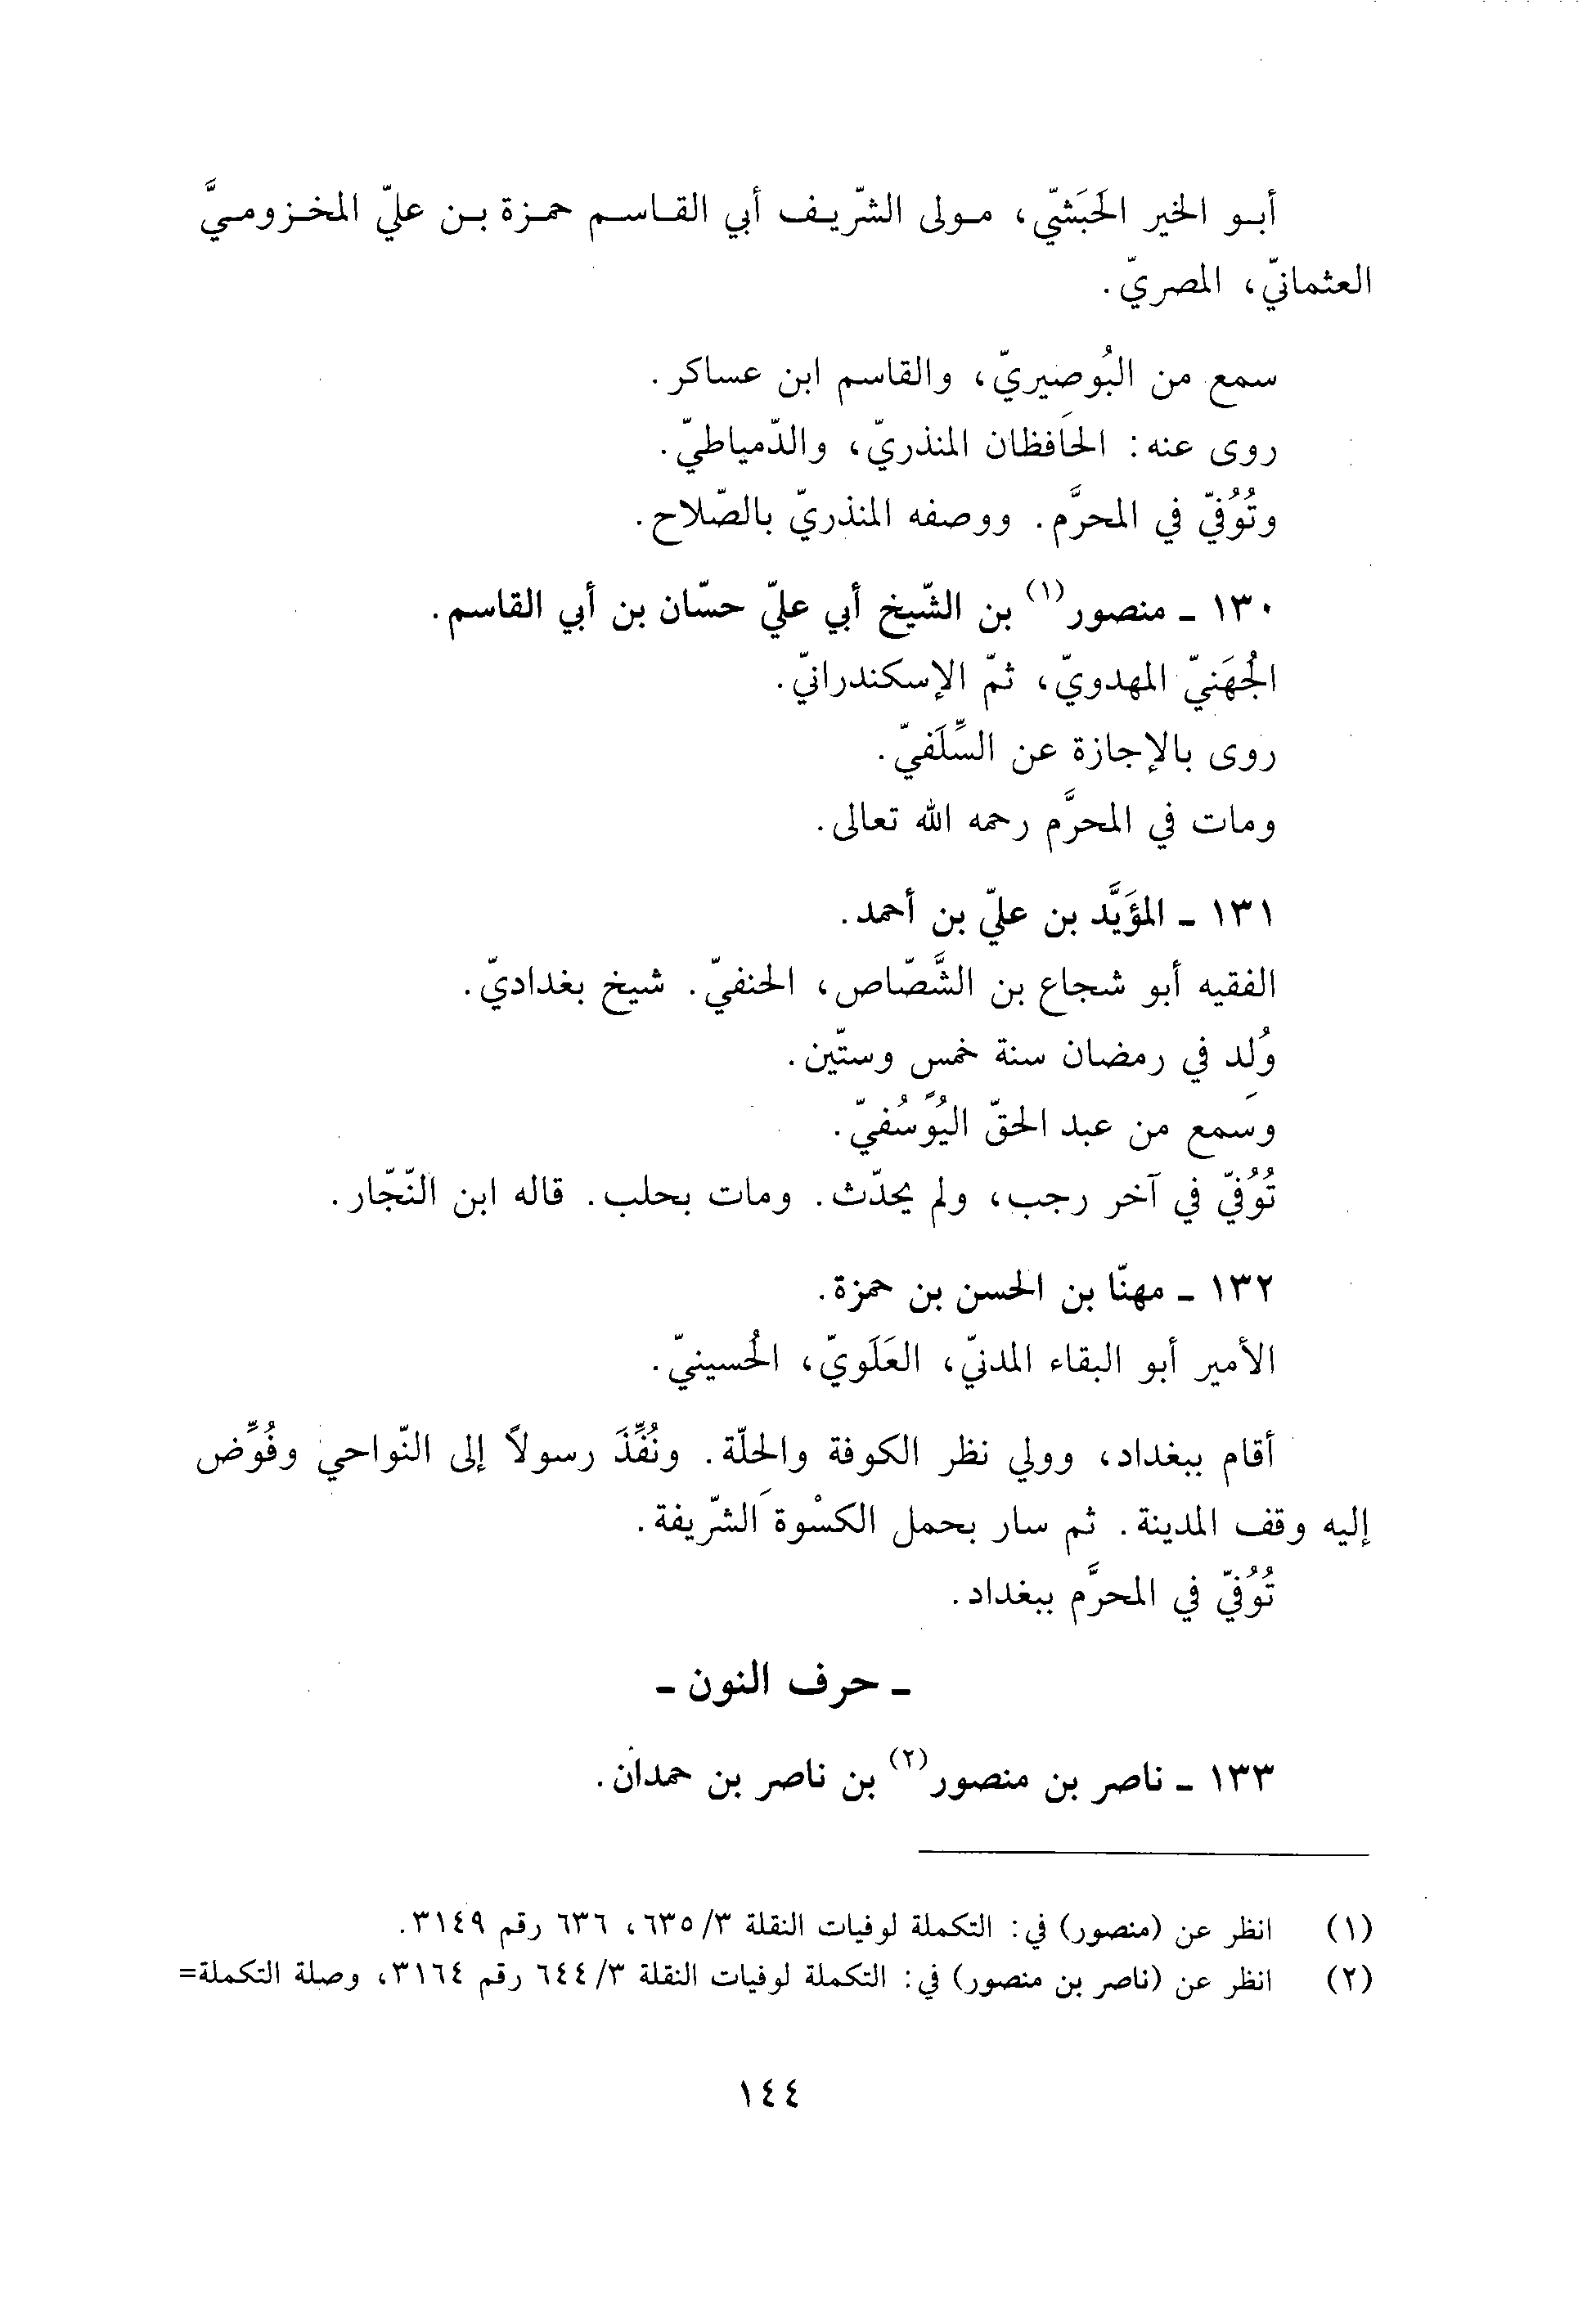 أبو الخير الحَبَشيّ، مولى الشّريف أبي القاسم حمزة بن عليّ المخزوميَّ
العثمانيّ، المصريّ.
سمع من البُوصيريّ، والقاسم ابن عساكر.
روى عنه: الحَافظان المنذريّ، والدّمياطيّ.
وتُوُفيّ في المحرَّم. ووصفه المنذريّ بالصّلاح.
١٣٠ ـ منصور(١) بن الشّيخ أبي عليّ حسّان بن أبي القاسم.
الجُهَنيّ المهدويّ، ثمّ الإسكندرانيّ.
روى بالإجازة عن السِّلَفيّ.
ومات في المحرَّم رحمه الله تعالى.
١٣١ ـ المؤَيَّد بن عليّ بن أحمد.
الفقيه أبو شجاع بن الشَّصّاص، الحنفيّ. شيخ بغداديّ.
وُلد في رمضان سنة خمس وستّين.
وسمع من عبد الحقّ اليُوسُفيّ.
تُوُفيّ في آخر رجب، ولم يحدّث. ومات بحلب. قاله ابن النّجّار.
١٣٢ ـ مهنّا بن الحسن بن حمزة.
الأمير أبو البقاء المدنيّ، العَلَويّ، الحُسينيّ.
أقام ببغداد، وولي نظر الكوفة والحلّة. ونُفِّذَ رسولاً إلى النّواحي وفُوِّض
إليه وقف المدينة. ثم سار بحمل الكسْوة الشّريفة.
تُوُفيّ في المحرَّم ببغداد.
ـ حرف النون ـ
١٣٣ ـ ناصر بن منصور(٢) بن ناصر بن حمدان.
(١) انظر عن (منصور) في: التكملة لوفيات النقلة ٣/ ٦٣٥، ٦٣٦ رقم ٣١٤٩.
(٢) انظر عن (ناصر بن منصور) في: التكملة لوفيات النقلة ٣/ ٦٤٤ رقم ٣١٦٤، وصلة التكملة=
١٤٤